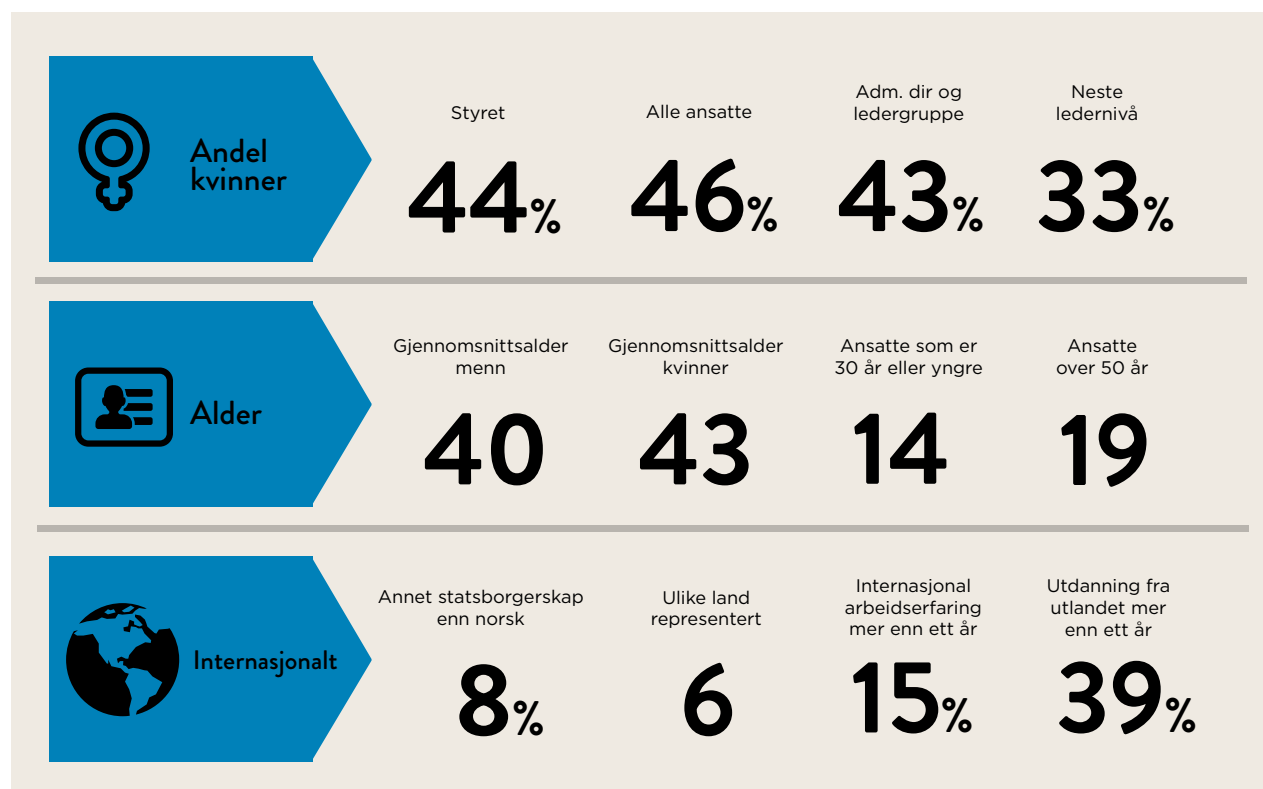 Andel
kvinner
Styret
44%
Alle ansatte
46%
Adm. dir og
ledergruppe
43%
Neste
ledernivå
33%
Alder
Gjennomsnittsalder
menn
40
Gjennomsnittsalder
kvinner
43
Ansatte som er
30 år eller yngre
14
Ansatte
over 50 år
19
Internasjonalt
Annet statsborgerskap
enn norsk
8%
Ulike land
representert
6
Internasjonal
arbeidserfaring
mer enn ett år
15%
Utdanning fra
utlandet mer
enn ett år
39%